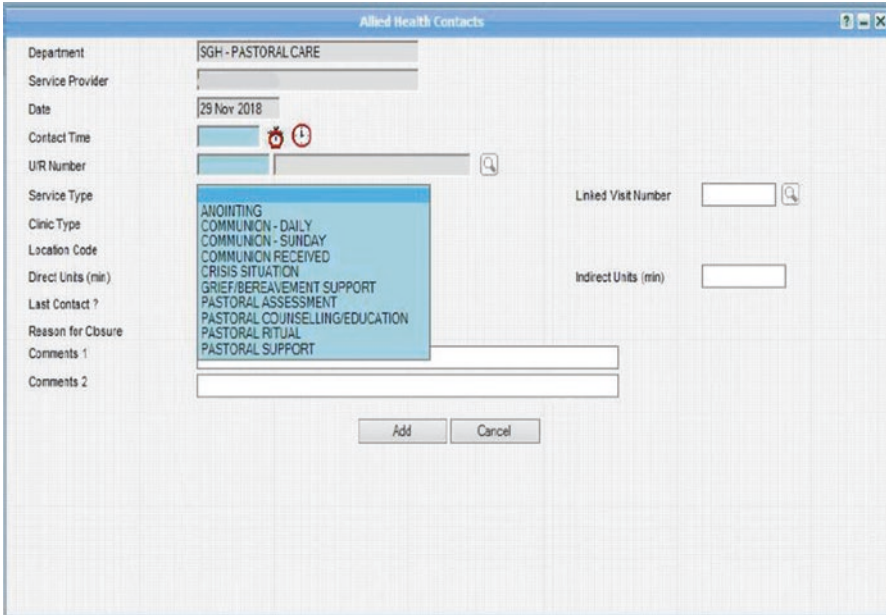 Allied Health Contacts
Department SGH - PASTORAL CARE
Service Provider
Date 29 Nov 2018
Contact Time
U/R Number
Service Type Linked Visit Number
ANOINTING
Clinic Type
COMMUNION - DAILY
COMMUNION - SUNDAY
Location Code
COMMUNION RECEIVED
CRISIS SITUATION
Direct Units (min) Indirect Units (min)
GRIEF/BEREAVEMENT SUPPORT
Last Contact ?
PASTORAL ASSESSMENT
PASTORAL COUNSELLING/EDUCATION
Reason for Closure
PASTORAL RITUAL
PASTORAL SUPPORT
Comments 1
Comments 2
Add Cancel